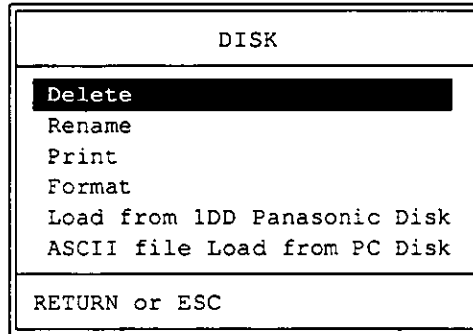 DISK
Delete
Rename
Print
Format
Load from 1DD Panasonic Disk
ASCII file Load from PC Disk
RETURN or ESC